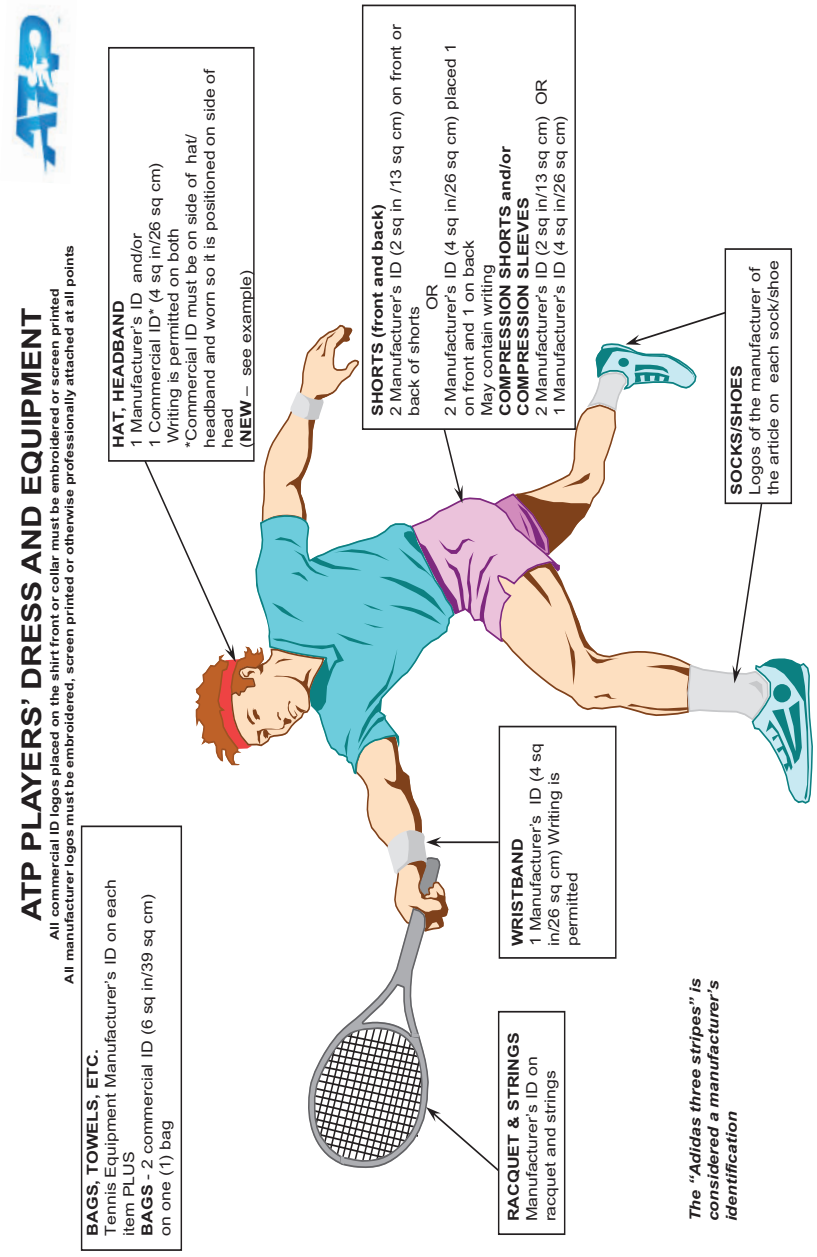 ATP
ATP PLAYERS' DRESS AND EQUIPMENT
All commercial ID logos placed on the shirt front or collar must be embroidered or screen printed
All manufacturer logos must be embroidered, screen printed or otherwise professionally attached at all points
BAGS, TOWELS, ETC.
Tennis Equipment Manufacturer's ID on each
item PLUS
BAGS - 2 commercial ID (6 sq in/39 sq cm)
on one (1) bag
HAT, HEADBAND
1 Manufacturer's ID and/or
1 Commercial ID* (4 sq in/26 sq cm)
Writing is permitted on both
*Commercial ID must be on side of hat/
headband and worn so it is positioned on side of
head
(NEW – see example)
SHORTS (front and back)
2 Manufacturer's ID (2 sq in /13 sq cm) on front or
back of shorts
OR
2 Manufacturer's ID (4 sq in/26 sq cm) placed 1
on front and 1 on back
May contain writing
COMPRESSION SHORTS and/or
COMPRESSION SLEEVES
2 Manufacturer's ID (2 sq in/13 sq cm) OR
1 Manufacturer's ID (4 sq in/26 sq cm)
RACQUET & STRINGS
Manufacturer's ID on
racquet and strings
WRISTBAND
1 Manufacturer's ID (4 sq
in/26 sq cm) Writing is
permitted
SOCKS/SHOES
Logos of the manufacturer of
the article on each sock/shoe
The "Adidas three stripes" is
considered a manufacturer's
identification